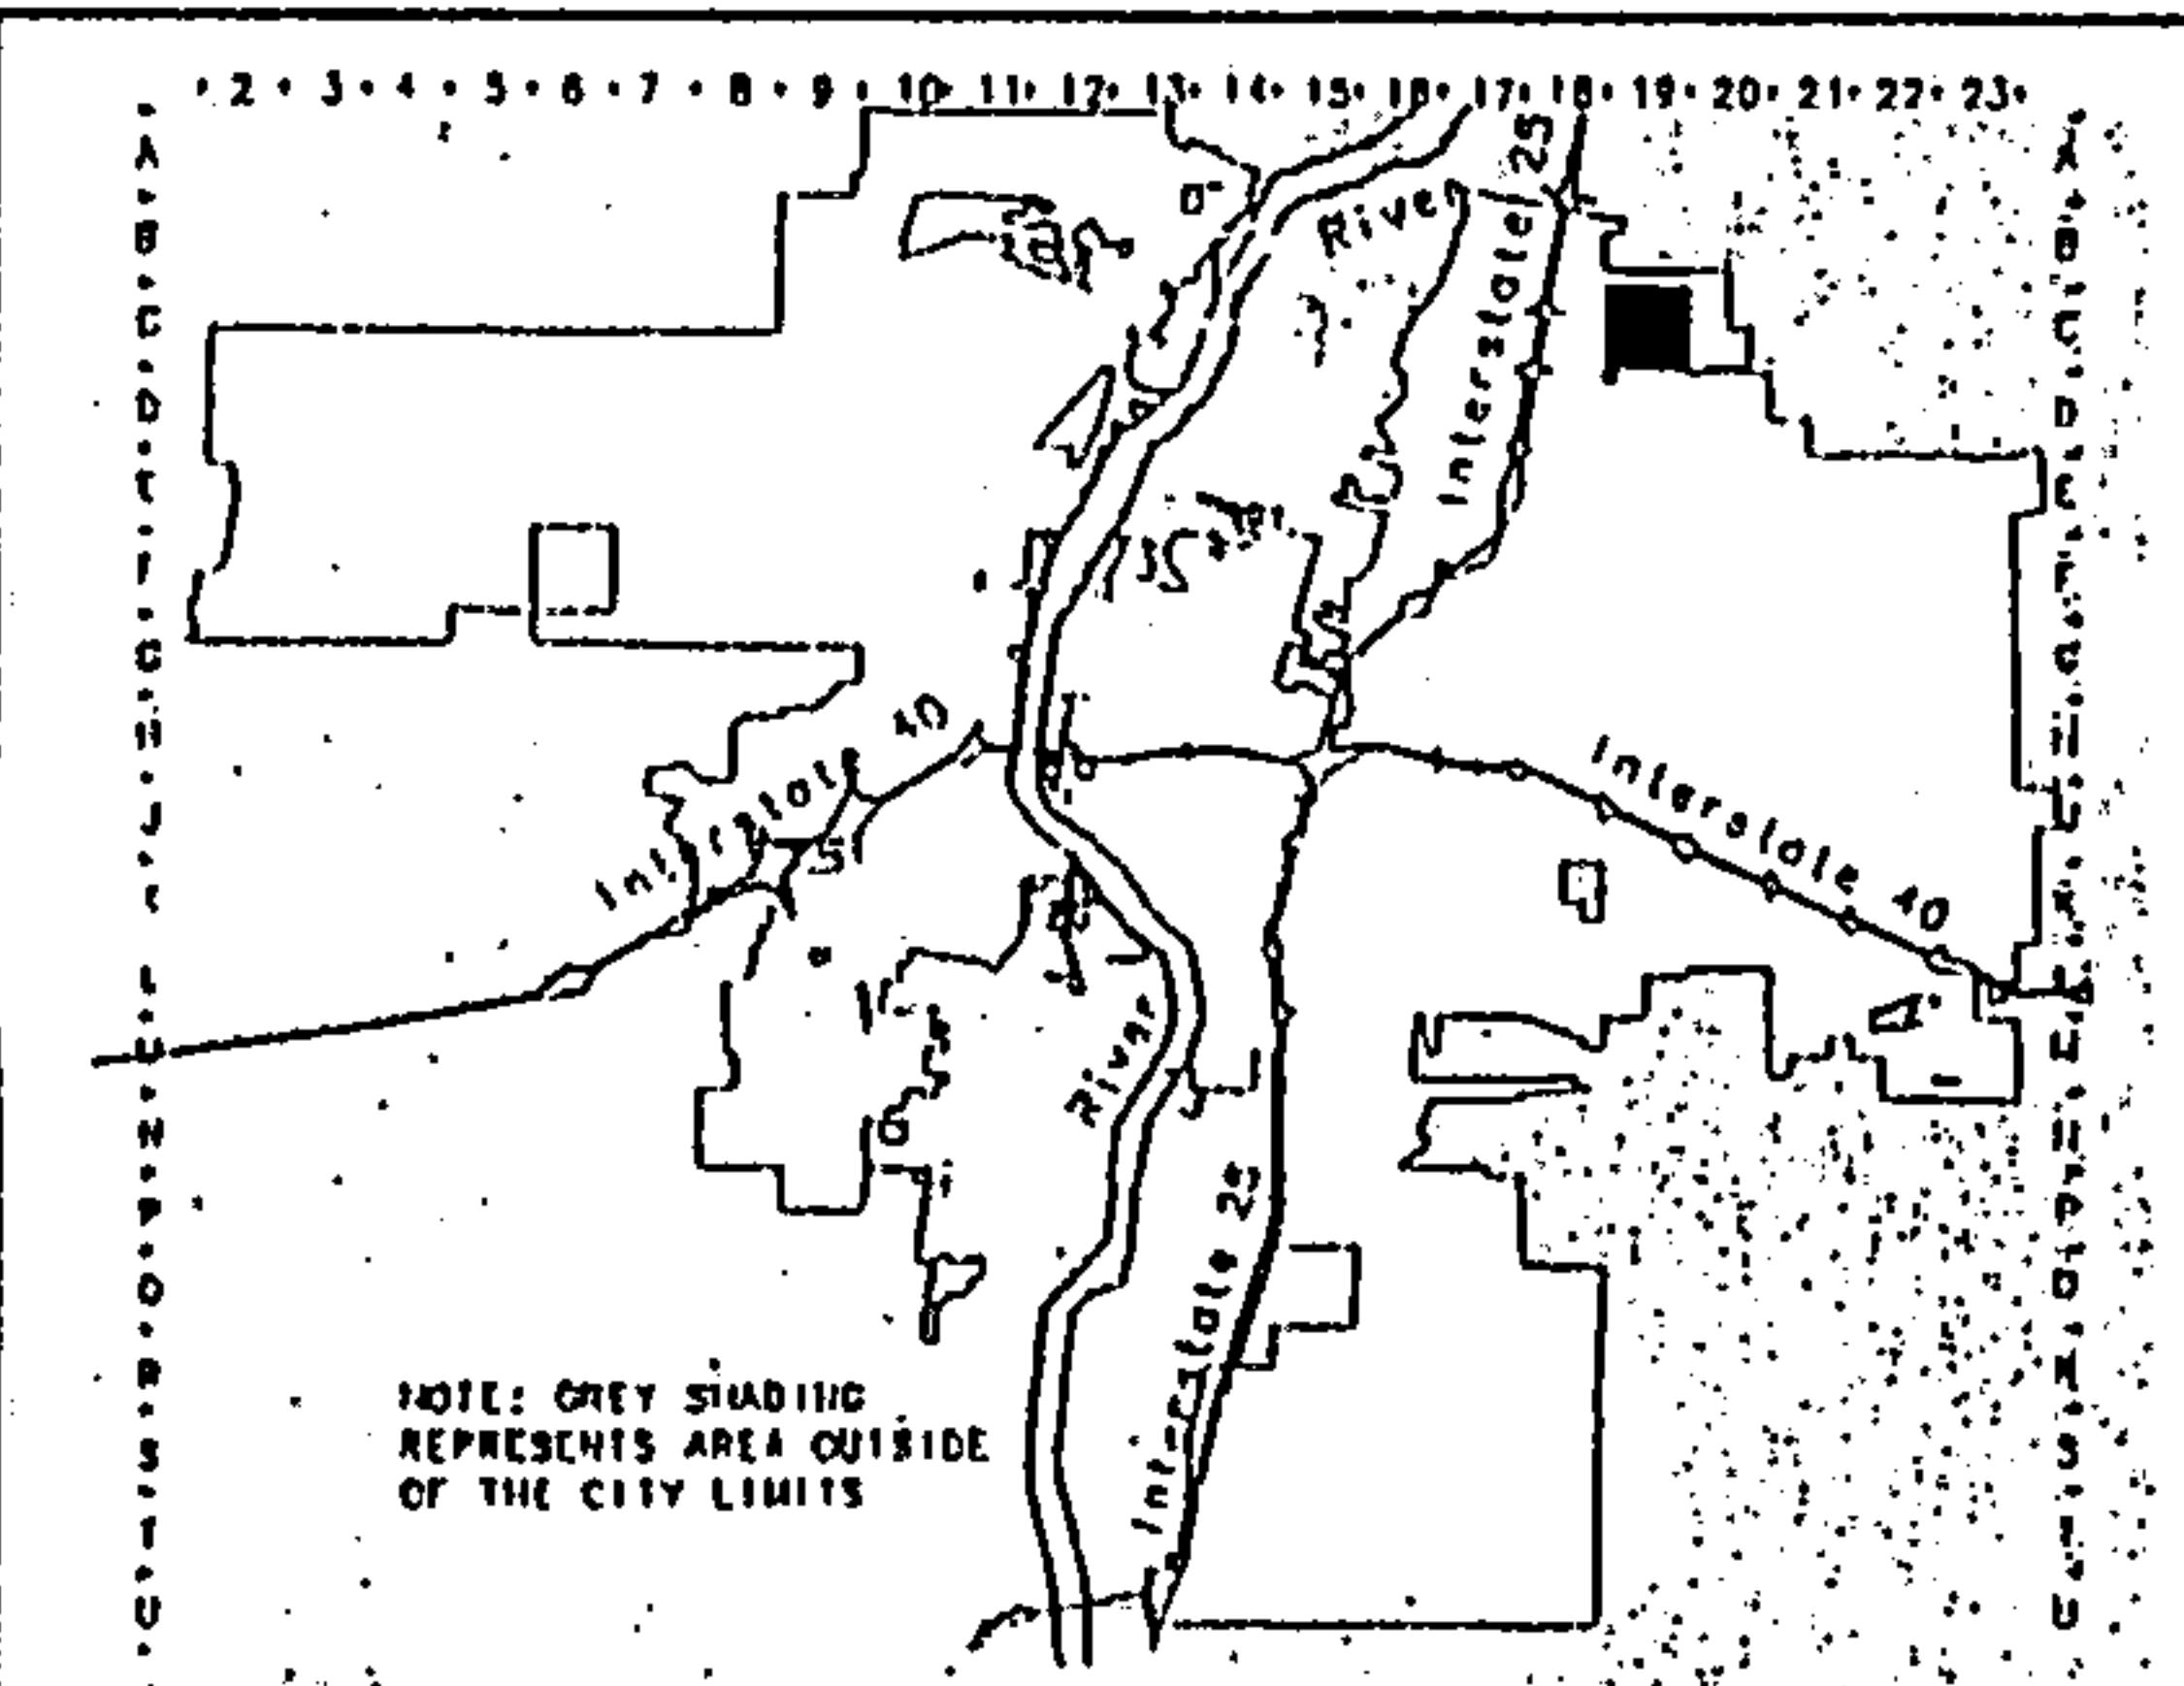 2 • 3 • 4 • 5 • 6 • 7 • 8 • 9 • 10 • 11 • 12 • 13 • 14 • 15 • 16 • 17 • 18 • 19 • 20 • 21 • 22 • 23
A
B
C
D
F
G
H
J
L
N
P
R
S
T
U
River
Interstate 25
Interstate 40
Interstate 40
River
Interstate 25
A
B
C
D
E
F
G
S
U
NOTE: GREY SHADING
REPRESENTS AREA OUTSIDE
OF THE CITY LIMITS